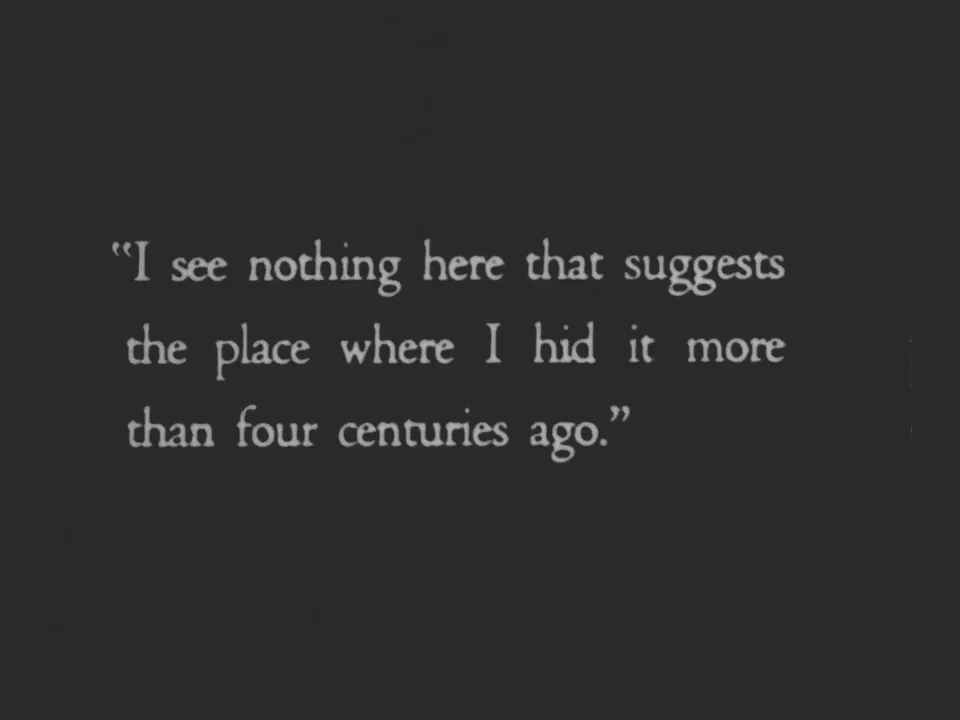 “I see nothing here that suggests
the place where I hid it more
than four centuries ago.”